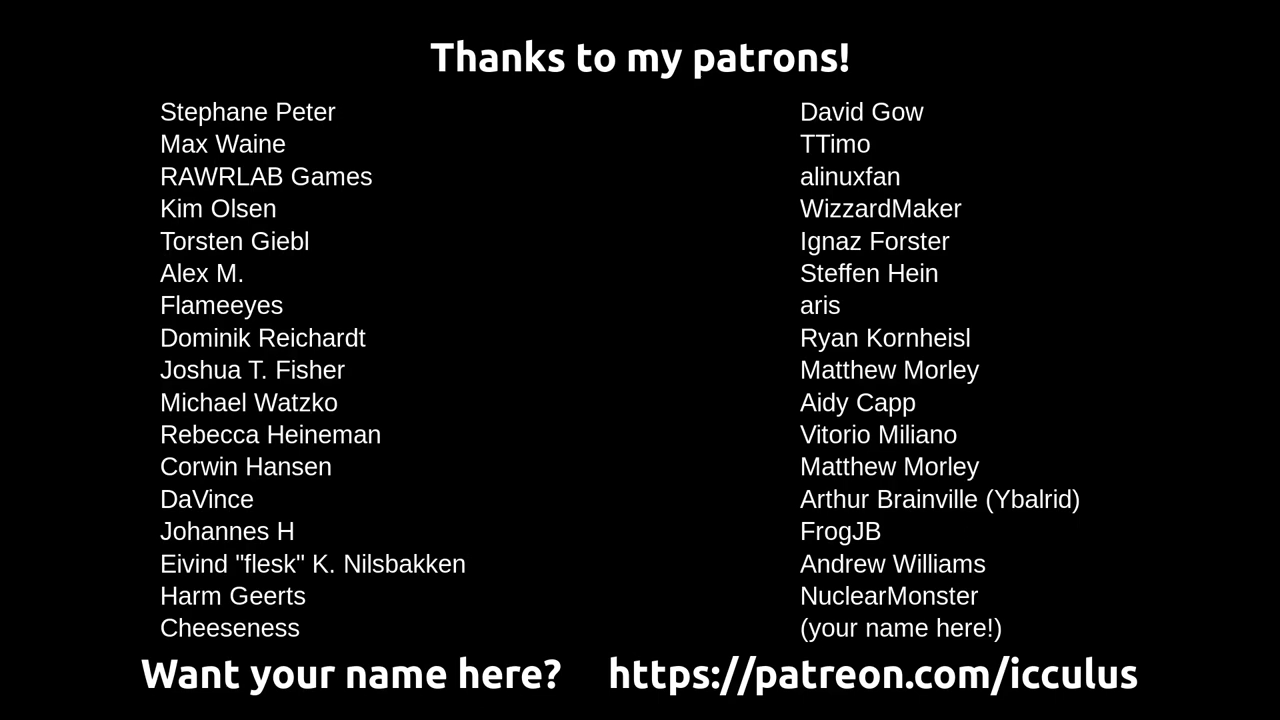 Thanks to my patrons!
Stephane Peter
Max Waine
RAWRLAB Games
Kim Olsen
Torsten Giebl
Alex M.
Flameeyes
Dominik Reichardt
Joshua T. Fisher
Michael Watzko
Rebecca Heineman
Corwin Hansen
DaVince
Johannes H
Eivind "flesk" K. Nilsbakken
Harm Geerts
Cheeseness
David Gow
TTimo
alinuxfan
WizzardMaker
Ignaz Forster
Steffen Hein
aris
Ryan Kornheisl
Matthew Morley
Aidy Capp
Vitorio Miliano
Matthew Morley
Arthur Brainville (Ybalrid)
FrogJB
Andrew Williams
NuclearMonster
(your name here!)
Want your name here? https://patreon.com/icculus